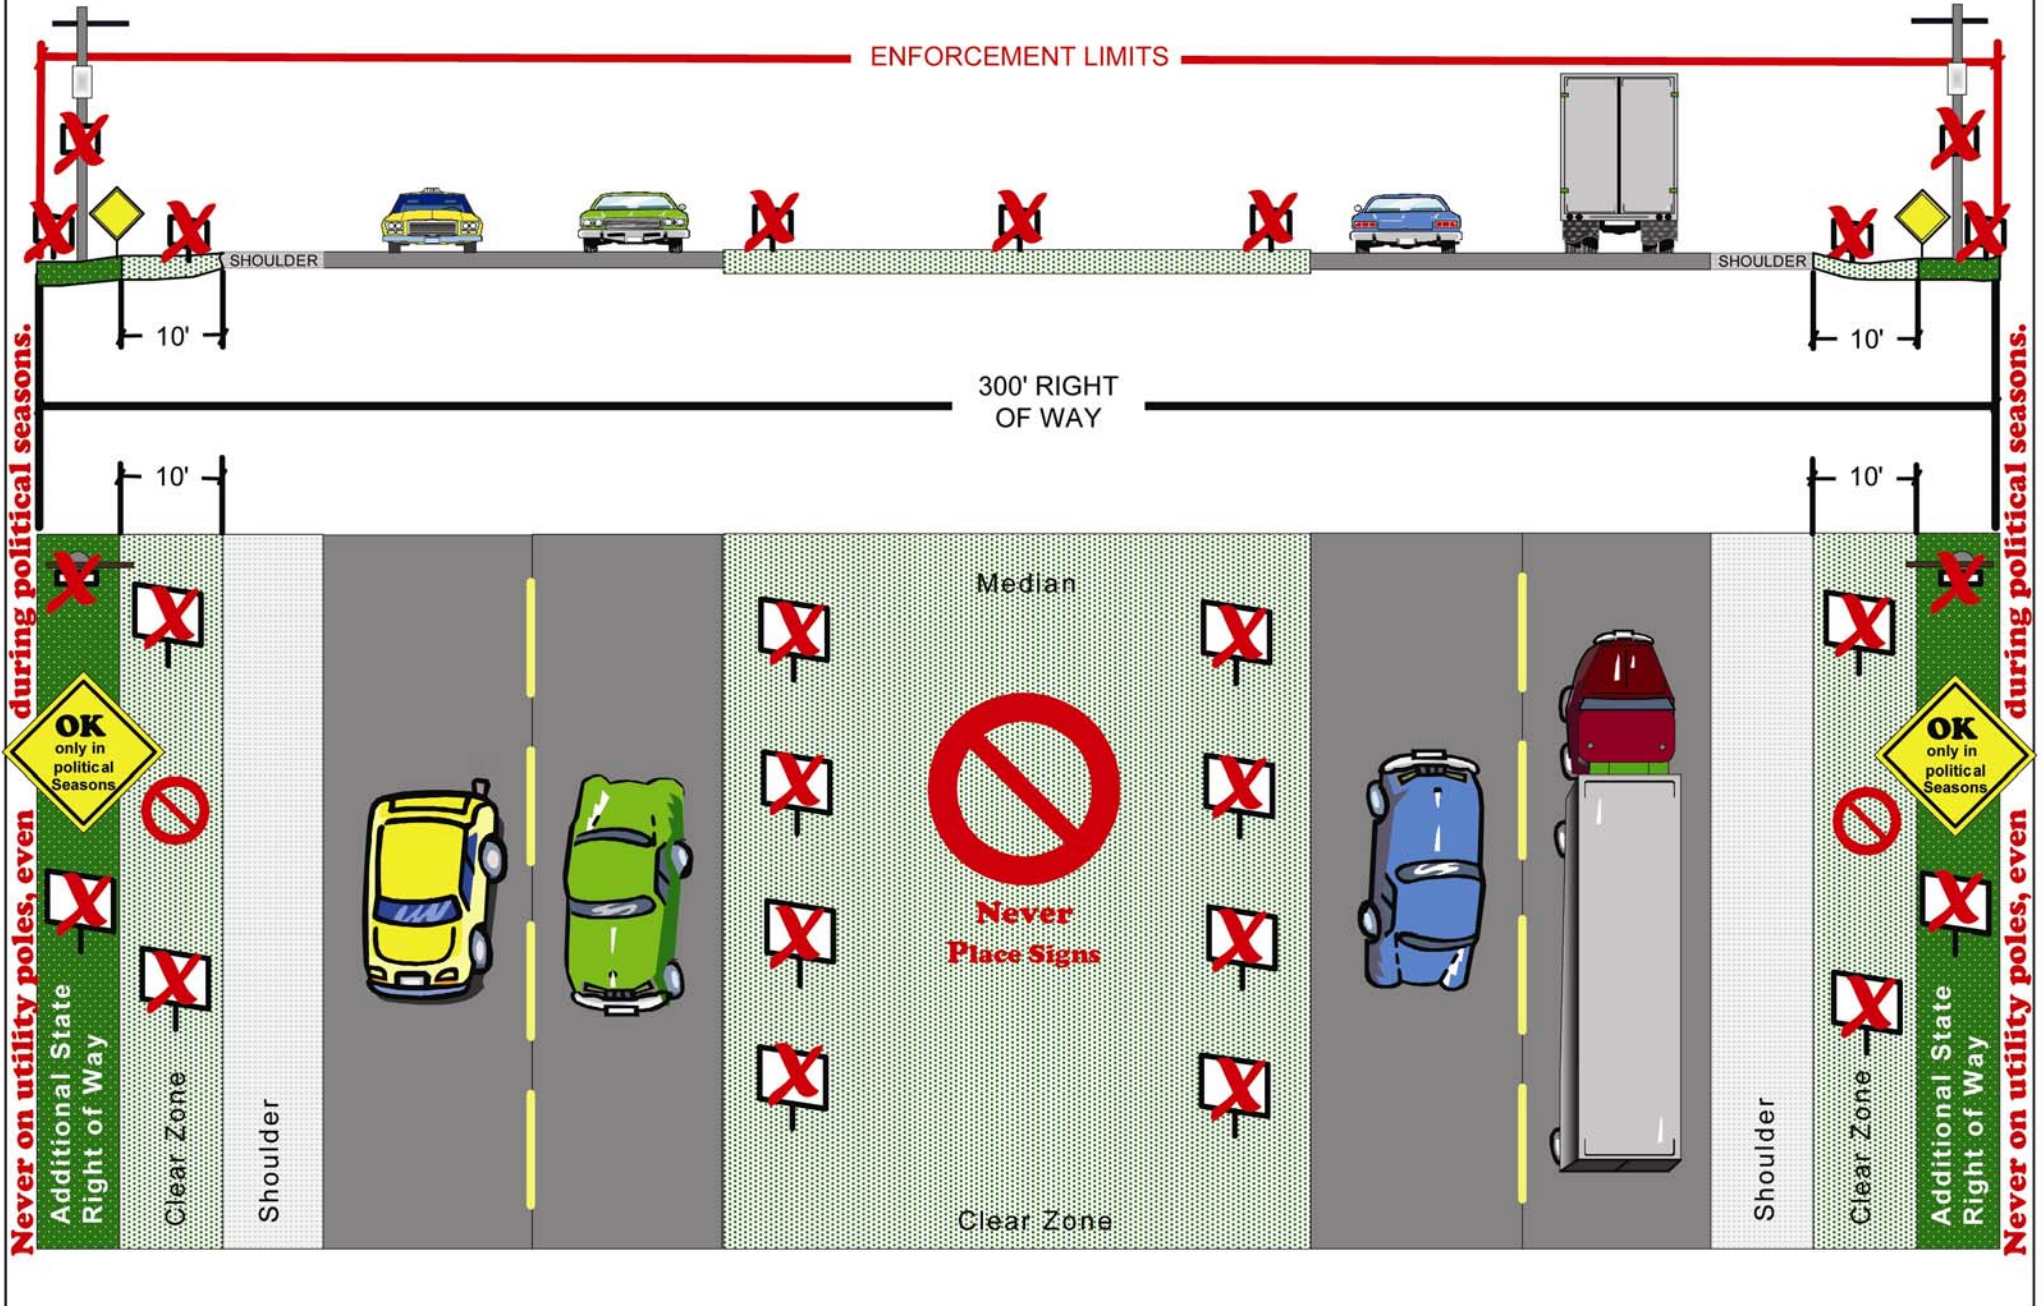 ENFORCEMENT LIMITS
SHOULDER
SHOULDER
10'
10'
300' RIGHT
OF WAY
10'
10'
Never on utility poles, even during political seasons.
OK
only in
political
Seasons
Additional State
Right of Way
Clear Zone
Shoulder
Median
Never
Place Signs
Clear Zone
Shoulder
Clear Zone
OK
only in
political
Seasons
Additional State
Right of Way
Never on utility poles, even during political seasons.